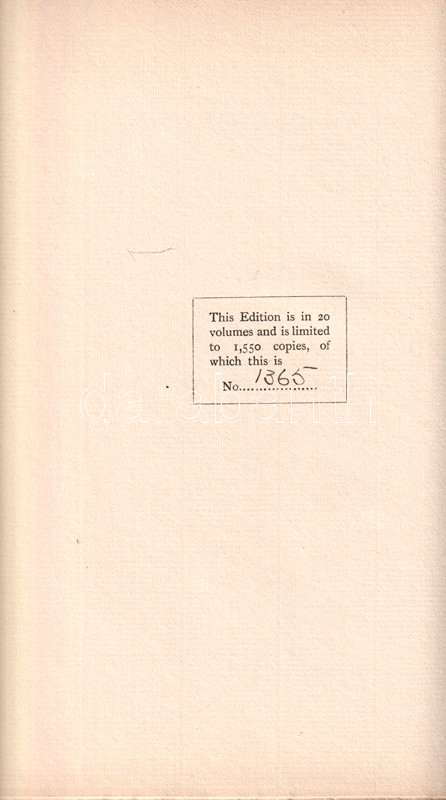 This Edition is in 20
volumes and is limited
to 1,550 copies, of
which this is
No. 1365
darabanth